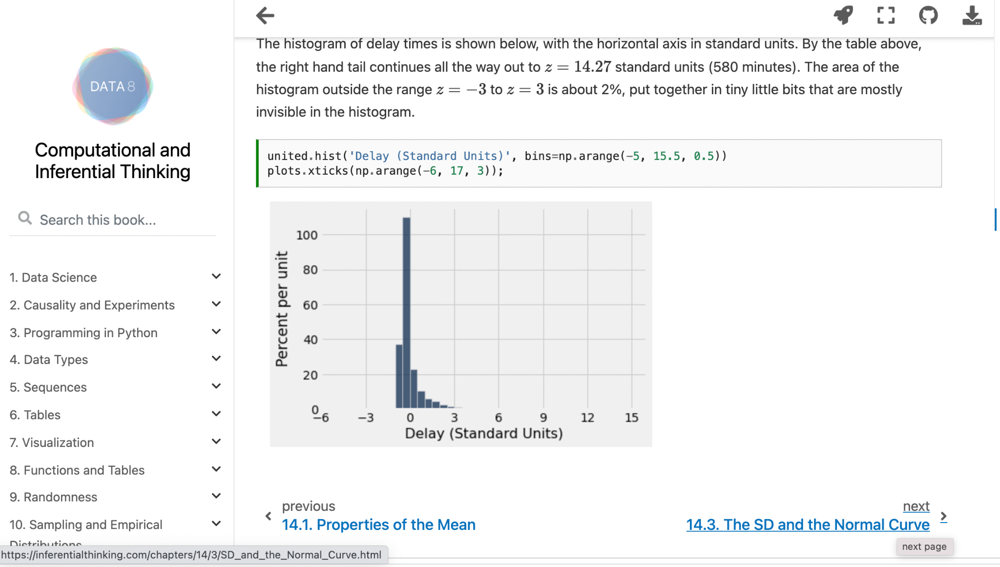 DATA 8
Computational and
Inferential Thinking
Search this book...
1. Data Science
2. Causality and Experiments
3. Programming in Python
4. Data Types
5. Sequences
6. Tables
7. Visualization
8. Functions and Tables
9. Randomness
10. Sampling and Empirical
Distributions
The histogram of delay times is shown below, with the horizontal axis in standard units. By the table above,
the right hand tail continues all the way out to z = 14.27 standard units (580 minutes). The area of the
histogram outside the range z = −3 to z = 3 is about 2%, put together in tiny little bits that are mostly
invisible in the histogram.
united.hist('Delay (Standard Units)', bins=np.arange(-5, 15.5, 0.5))
plots.xticks(np.arange(-6, 17, 3));
Percent per unit
100
80
60
40
20
0
−6 −3 0 3 6 9 12 15
Delay (Standard Units)
previous
14.1. Properties of the Mean
next
14.3. The SD and the Normal Curve
next page
https://inferentialthinking.com/chapters/14/3/SD_and_the_Normal_Curve.html